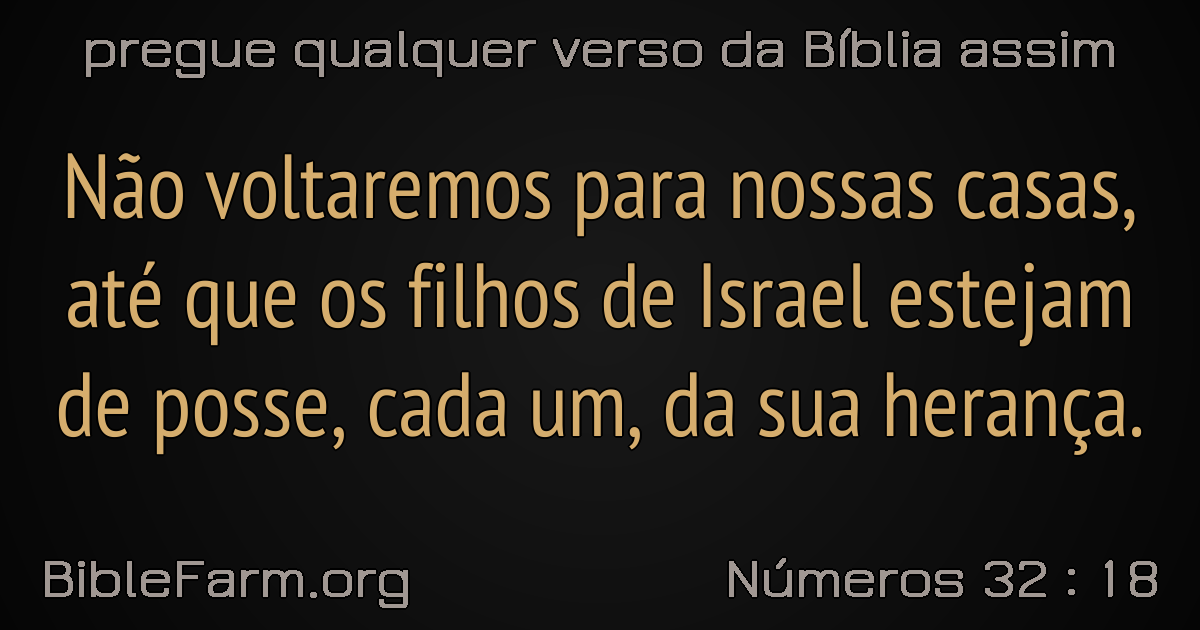 pregue qualquer verso da Bíblia assim
Não voltaremos para nossas casas,
até que os filhos de Israel estejam
de posse, cada um, da sua herança.
BibleFarm.org
Números 32 : 18